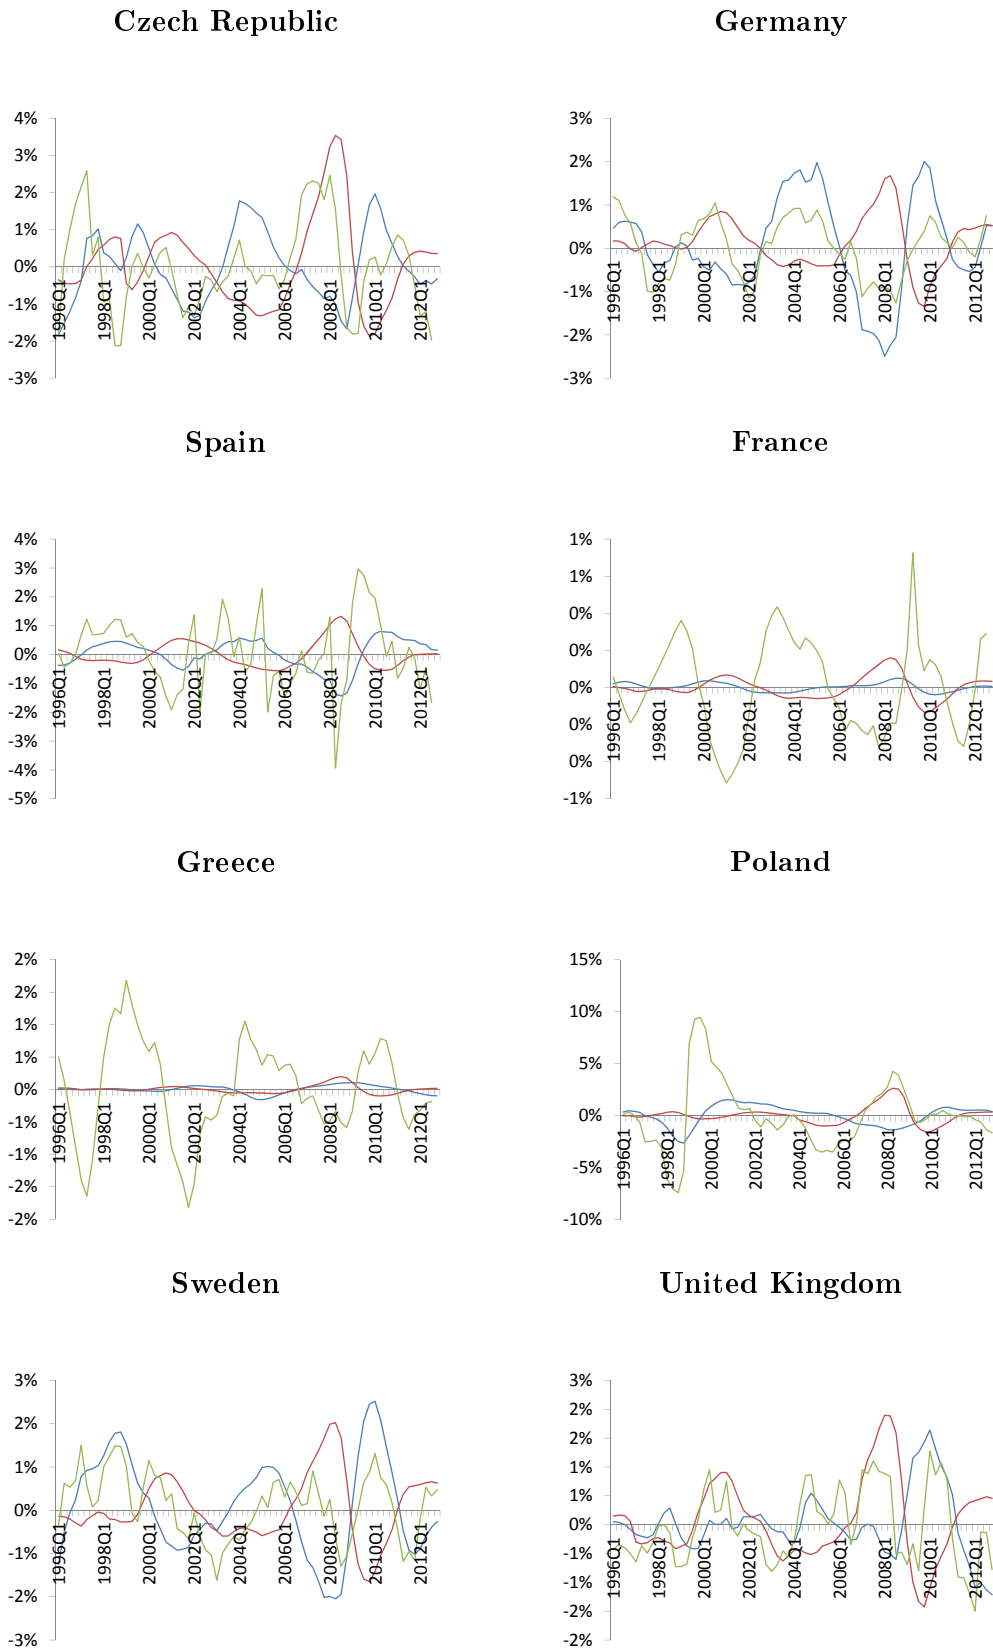 Czech Republic
4%
3%
2%
1%
0%
-1%
-2%
-3%
1996Q1
1998Q1
2000Q1
2002Q1
2004Q1
2006Q1
2008Q1
2010Q1
2012Q1
Germany
3%
2%
1%
0%
-1%
-2%
-3%
1996Q1
1998Q1
2000Q1
2002Q1
2004Q1
2006Q1
2008Q1
2010Q1
2012Q1
Spain
4%
3%
2%
1%
0%
-1%
-2%
-3%
-4%
-5%
1996Q1
1998Q1
2000Q1
2002Q1
2004Q1
2006Q1
2008Q1
2010Q1
2012Q1
France
1%
1%
0%
0%
0%
0%
0%
-1%
1996Q1
1998Q1
2000Q1
2002Q1
2004Q1
2006Q1
2008Q1
2010Q1
2012Q1
Greece
2%
2%
1%
1%
0%
-1%
-1%
-2%
-2%
1996Q1
1998Q1
2000Q1
2002Q1
2004Q1
2006Q1
2008Q1
2010Q1
2012Q1
Poland
15%
10%
5%
0%
-5%
-10%
1996Q1
1998Q1
2000Q1
2002Q1
2004Q1
2006Q1
2008Q1
2010Q1
2012Q1
Sweden
3%
2%
1%
0%
-1%
-2%
-3%
1996Q1
1998Q1
2000Q1
2002Q1
2004Q1
2006Q1
2008Q1
2010Q1
2012Q1
United Kingdom
3%
2%
2%
1%
1%
0%
-1%
-1%
-2%
-2%
1996Q1
1998Q1
2000Q1
2002Q1
2004Q1
2006Q1
2008Q1
2010Q1
2012Q1